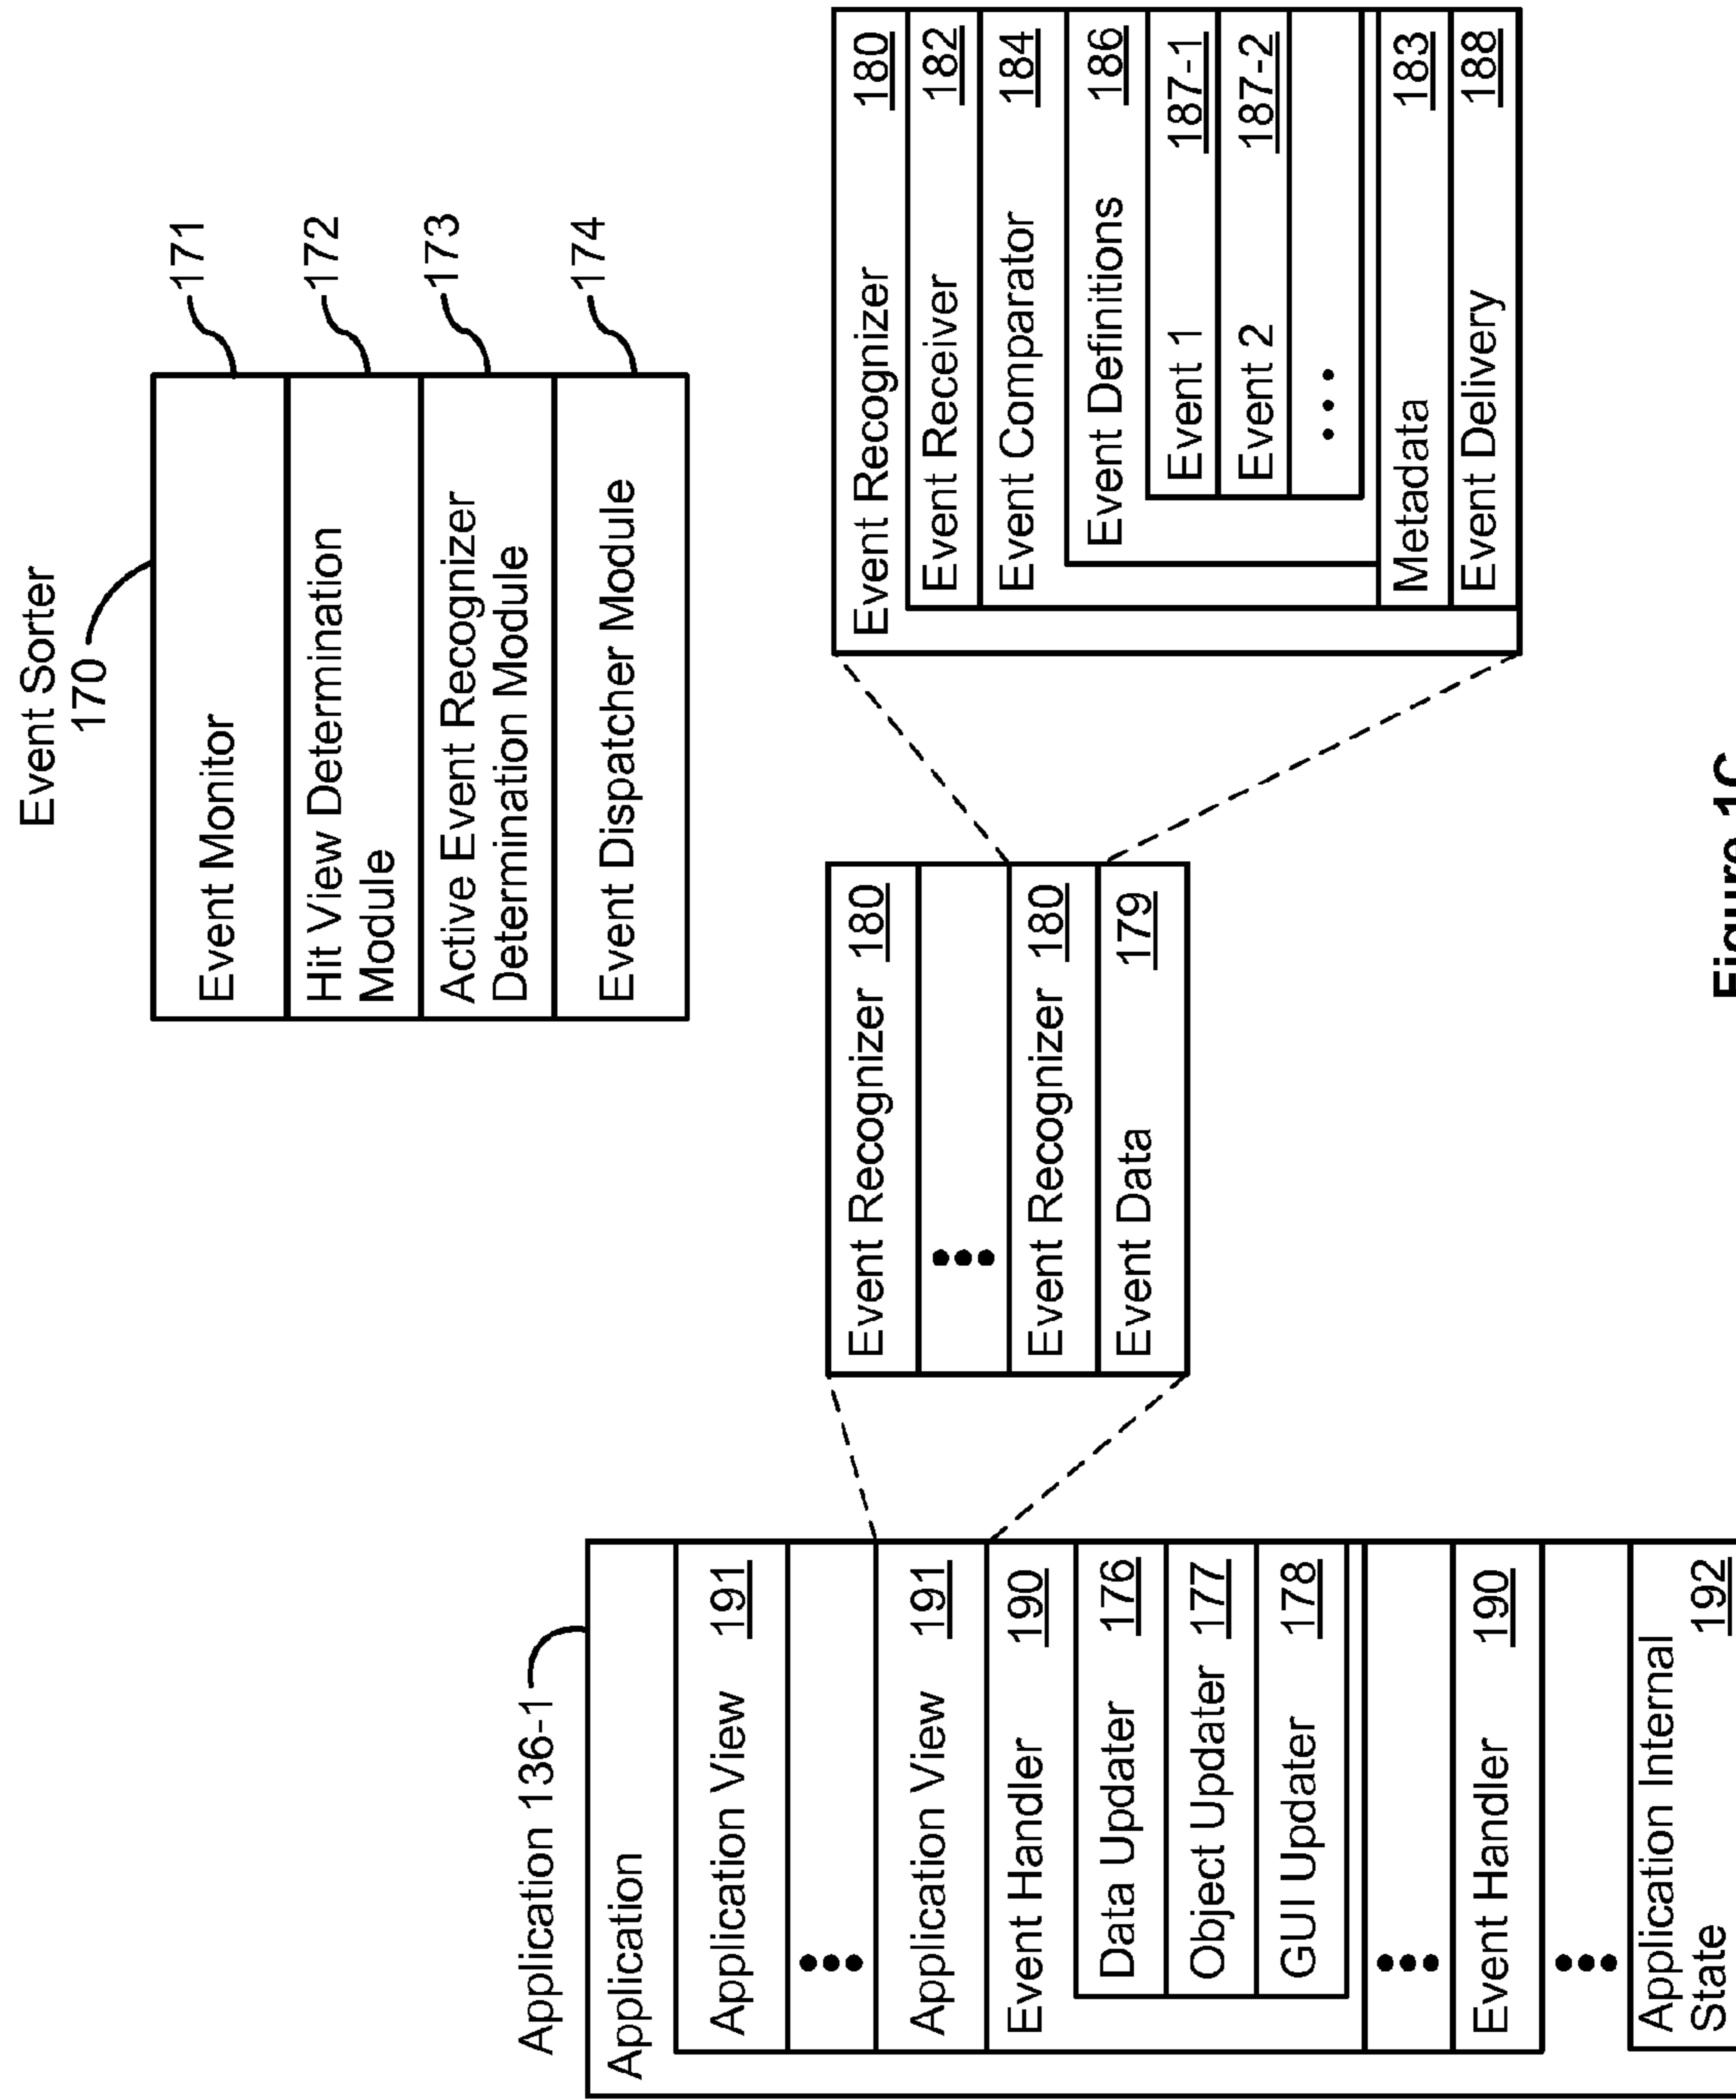 Event Sorter
170
Event Monitor
171
Hit View Determination
Module
172
Active Event Recognizer
Determination Module
173
Event Dispatcher Module
174
Application 136-1
Application
Application View 191
•••
Application View 191
Event Handler 190
Data Updater 176
Object Updater 177
GUI Updater 178
•••
Event Handler 190
•••
Application Internal
State 192
Event Recognizer 180
•••
Event Recognizer 180
Event Data 179
Event Recognizer 180
Event Receiver 182
Event Comparator 184
Event Definitions 186
Event 1 187-1
Event 2 187-2
•••
Metadata 183
Event Delivery 188
Figure 1C